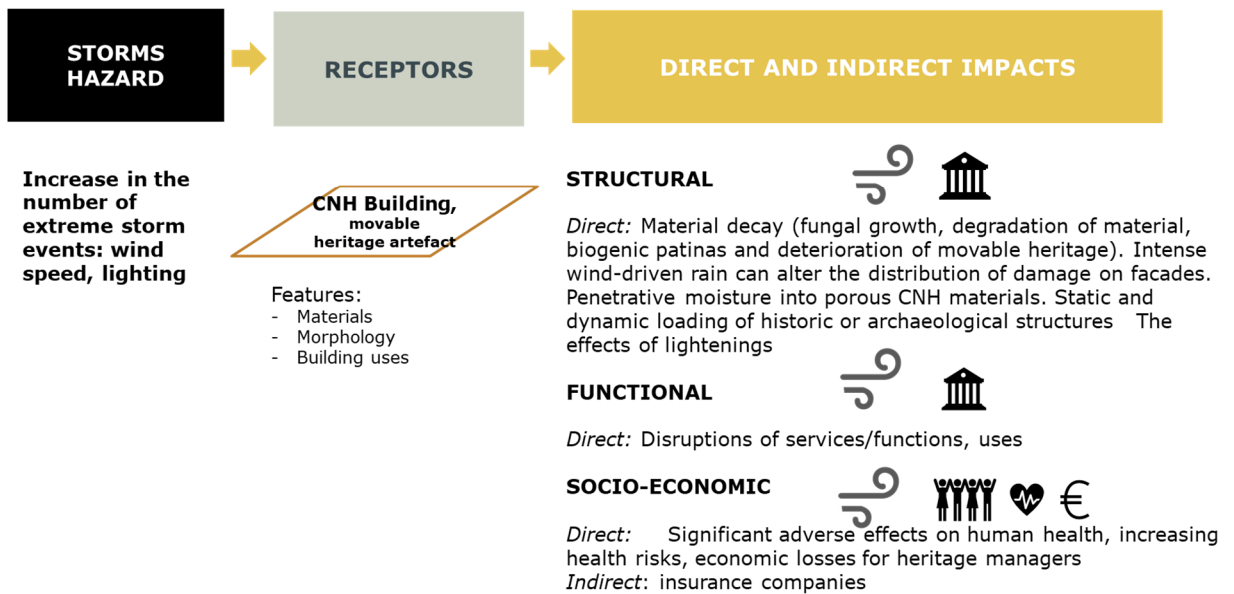 STORMS
HAZARD
RECEPTORS
DIRECT AND INDIRECT IMPACTS
Increase in the
number of
extreme storm
events: wind
speed, lighting
CNH Building,
movable
heritage artefact
Features:
- Materials
- Morphology
- Building uses
STRUCTURAL
Direct: Material decay (fungal growth, degradation of material,
biogenic patinas and deterioration of movable heritage). Intense
wind-driven rain can alter the distribution of damage on facades.
Penetrative moisture into porous CNH materials. Static and
dynamic loading of historic or archaeological structures The
effects of lightenings
FUNCTIONAL
Direct: Disruptions of services/functions, uses
SOCIO-ECONOMIC
€
Direct: Significant adverse effects on human health, increasing
health risks, economic losses for heritage managers
Indirect: insurance companies